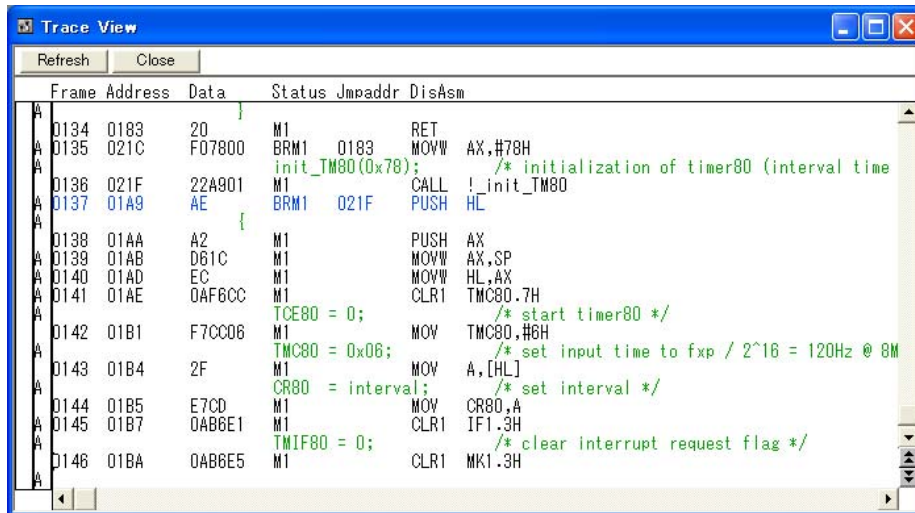 Trace View
Refresh Close
Frame Address Data Status Jmpaddr DisAsm
A }
0134 0183 20 M1 RET
A 0135 021C F07800 BRM1 0183 MOVW AX,#78H
A init_TM80(0x78); /* initialization of timer80 (interval time
0136 021F 22A901 M1 CALL !_init_TM80
A 0137 01A9 AE BRM1 021F PUSH HL
A {
0138 01AA A2 M1 PUSH AX
A 0139 01AB D61C M1 MOVW AX,SP
A 0140 01AD EC M1 MOVW HL,AX
A 0141 01AE 0AF6CC M1 CLR1 TMC80.7H
TCE80 = 0; /* start timer80 */
0142 01B1 F7CC06 M1 MOV TMC80,#6H
A TMC80 = 0x06; /* set input time to fxp / 2^16 = 120Hz @ 8M
0143 01B4 2F M1 MOV A,[HL]
A CR80 = interval; /* set interval */
0144 01B5 E7CD M1 MOV CR80,A
A 0145 01B7 0AB6E1 M1 CLR1 IF1.3H
A TMIF80 = 0; /* clear interrupt request flag */
0146 01BA 0AB6E5 M1 CLR1 MK1.3H
A